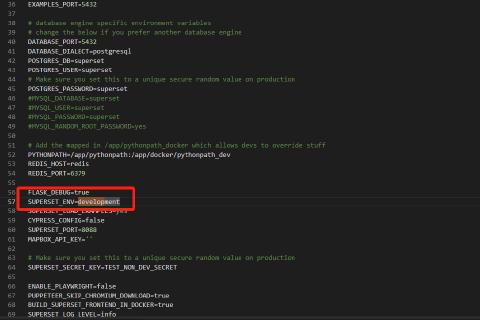 36 EXAMPLES_PORT=5432
37
38 # database engine specific environment variables
39 # change the below if you prefer another database engine
40 DATABASE_PORT=5432
41 DATABASE_DIALECT=postgresql
42 POSTGRES_DB=superset
43 POSTGRES_USER=superset
44 # Make sure you set this to a unique secure random value on production
45 POSTGRES_PASSWORD=superset
46 #MYSQL_DATABASE=superset
47 #MYSQL_USER=superset
48 #MYSQL_PASSWORD=superset
49 #MYSQL_RANDOM_ROOT_PASSWORD=yes
50
51 # Add the mapped in /app/pythonpath_docker which allows devs to override stuff
52 PYTHONPATH=/app/pythonpath:/app/docker/pythonpath_dev
53 REDIS_HOST=redis
54 REDIS_PORT=6379
55
56 FLASK_DEBUG=true
57 SUPERSET_ENV=development
58 SUPERSET_LOAD_EXAMPLES=yes
59 CYPRESS_CONFIG=false
60 SUPERSET_PORT=8088
61 MAPBOX_API_KEY=''
62
63 # Make sure you set this to a unique secure random value on production
64 SUPERSET_SECRET_KEY=TEST_NON_DEV_SECRET
65
66 ENABLE_PLAYWRIGHT=false
67 PUPPETEER_SKIP_CHROMIUM_DOWNLOAD=true
68 BUILD_SUPERSET_FRONTEND_IN_DOCKER=true
69 SUPERSET_LOG_LEVEL=info